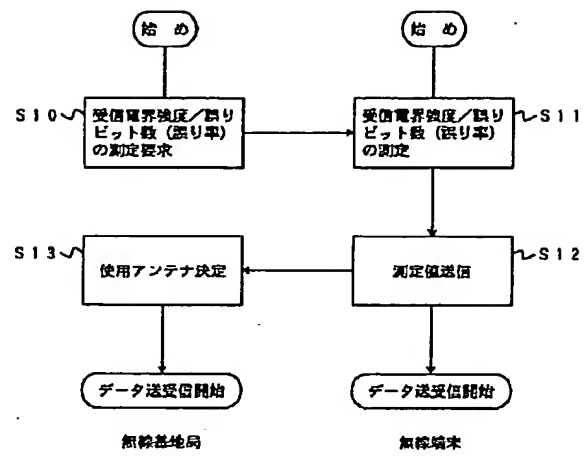 始め
始め
S10
受信電界強度／誤り
ビット数（誤り率）
の測定要求
受信電界強度／誤り
ビット数（誤り率）
の測定
S11
S13
使用アンテナ決定
測定値送信
S12
データ送受信開始
データ送受信開始
無線基地局
無線端末